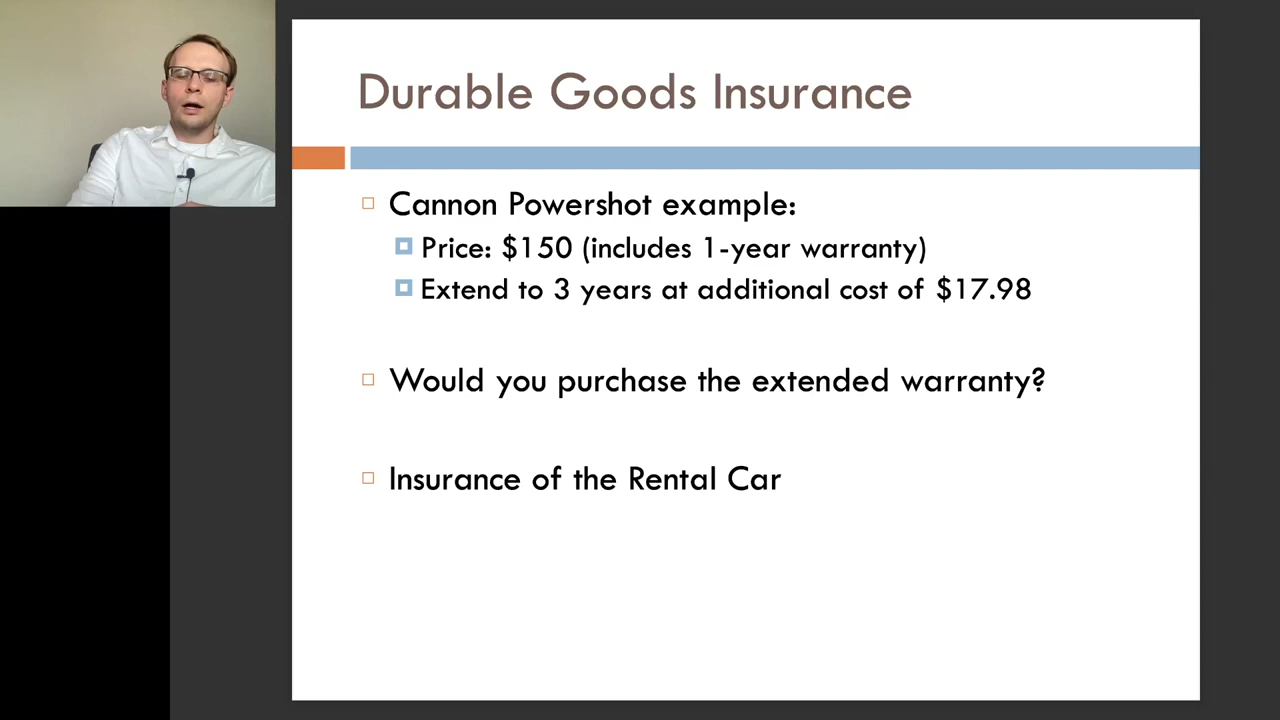 Durable Goods Insurance
Cannon Powershot example:
Price: $150 (includes 1-year warranty)
Extend to 3 years at additional cost of $17.98
Would you purchase the extended warranty?
Insurance of the Rental Car